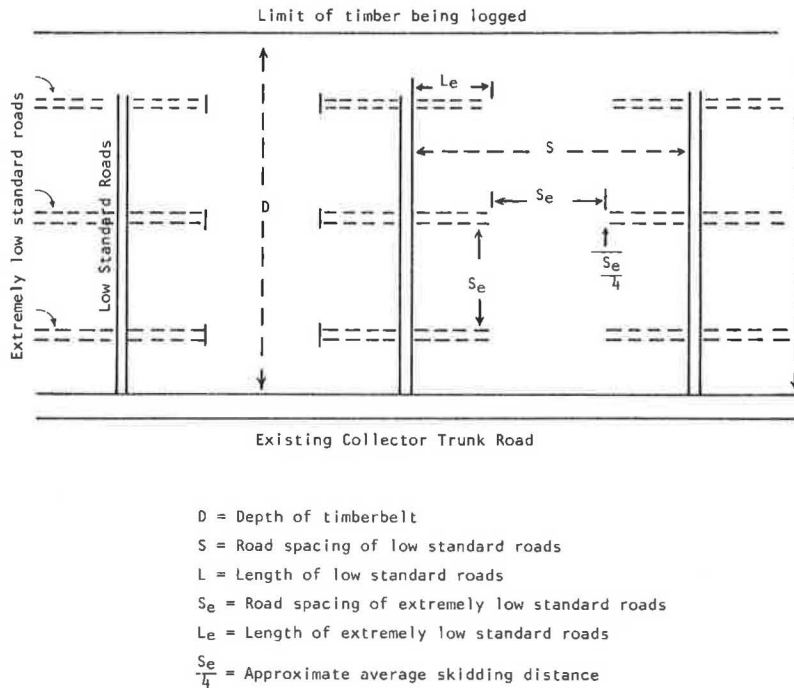 Limit of timber being logged
Extremely low standard roads
Low Standard Roads
D
Le
S
Se
Se
Se
4
Existing Collector Trunk Road
D = Depth of timberbelt
S = Road spacing of low standard roads
L = Length of low standard roads
Se = Road spacing of extremely low standard roads
Le = Length of extremely low standard roads
Se/4 = Approximate average skidding distance